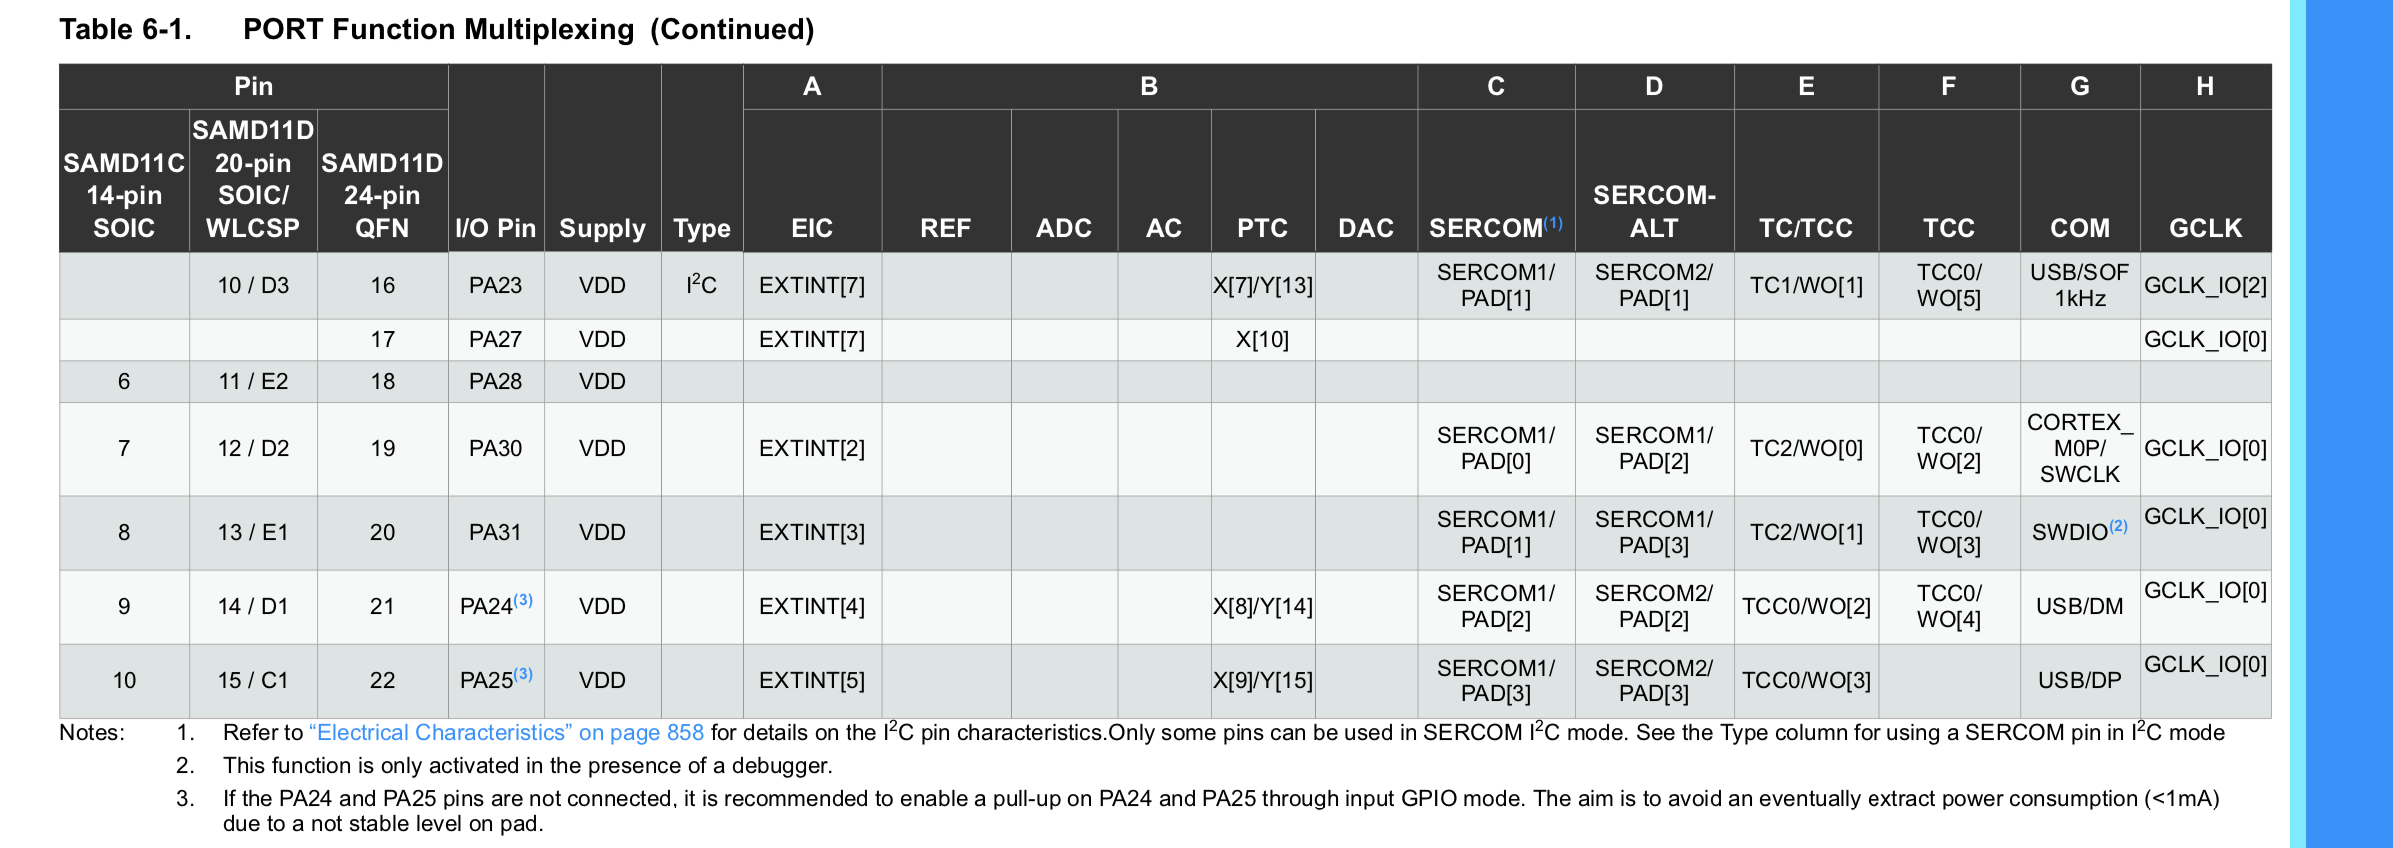 Table 6-1. PORT Function Multiplexing (Continued)
Pin A B C D E F G H
SAMD11C 14-pin SOIC | SAMD11D 20-pin SOIC/ WLCSP | SAMD11D 24-pin QFN | I/O Pin | Supply | Type | EIC | REF | ADC | AC | PTC | DAC | SERCOM(1) | SERCOM-ALT | TC/TCC | TCC | COM | GCLK
10 / D3 16 PA23 VDD I2C EXTINT[7] X[7]/Y[13] SERCOM1/ PAD[1] SERCOM2/ PAD[1] TC1/WO[1] TCC0/ WO[5] USB/SOF 1kHz GCLK_IO[2]
17 PA27 VDD EXTINT[7] X[10] GCLK_IO[0]
6 11 / E2 18 PA28 VDD
7 12 / D2 19 PA30 VDD EXTINT[2] SERCOM1/ PAD[0] SERCOM1/ PAD[2] TC2/WO[0] TCC0/ WO[2] CORTEX_ M0P/ SWCLK GCLK_IO[0]
8 13 / E1 20 PA31 VDD EXTINT[3] SERCOM1/ PAD[1] SERCOM1/ PAD[3] TC2/WO[1] TCC0/ WO[3] SWDIO(2) GCLK_IO[0]
9 14 / D1 21 PA24(3) VDD EXTINT[4] X[8]/Y[14] SERCOM1/ PAD[2] SERCOM2/ PAD[2] TCC0/WO[2] TCC0/ WO[4] USB/DM GCLK_IO[0]
10 15 / C1 22 PA25(3) VDD EXTINT[5] X[9]/Y[15] SERCOM1/ PAD[3] SERCOM2/ PAD[3] TCC0/WO[3] USB/DP GCLK_IO[0]
Notes: 1. Refer to “Electrical Characteristics” on page 858 for details on the I2C pin characteristics.Only some pins can be used in SERCOM I2C mode. See the Type column for using a SERCOM pin in I2C mode
2. This function is only activated in the presence of a debugger.
3. If the PA24 and PA25 pins are not connected, it is recommended to enable a pull-up on PA24 and PA25 through input GPIO mode. The aim is to avoid an eventually extract power consumption (<1mA)
due to a not stable level on pad.